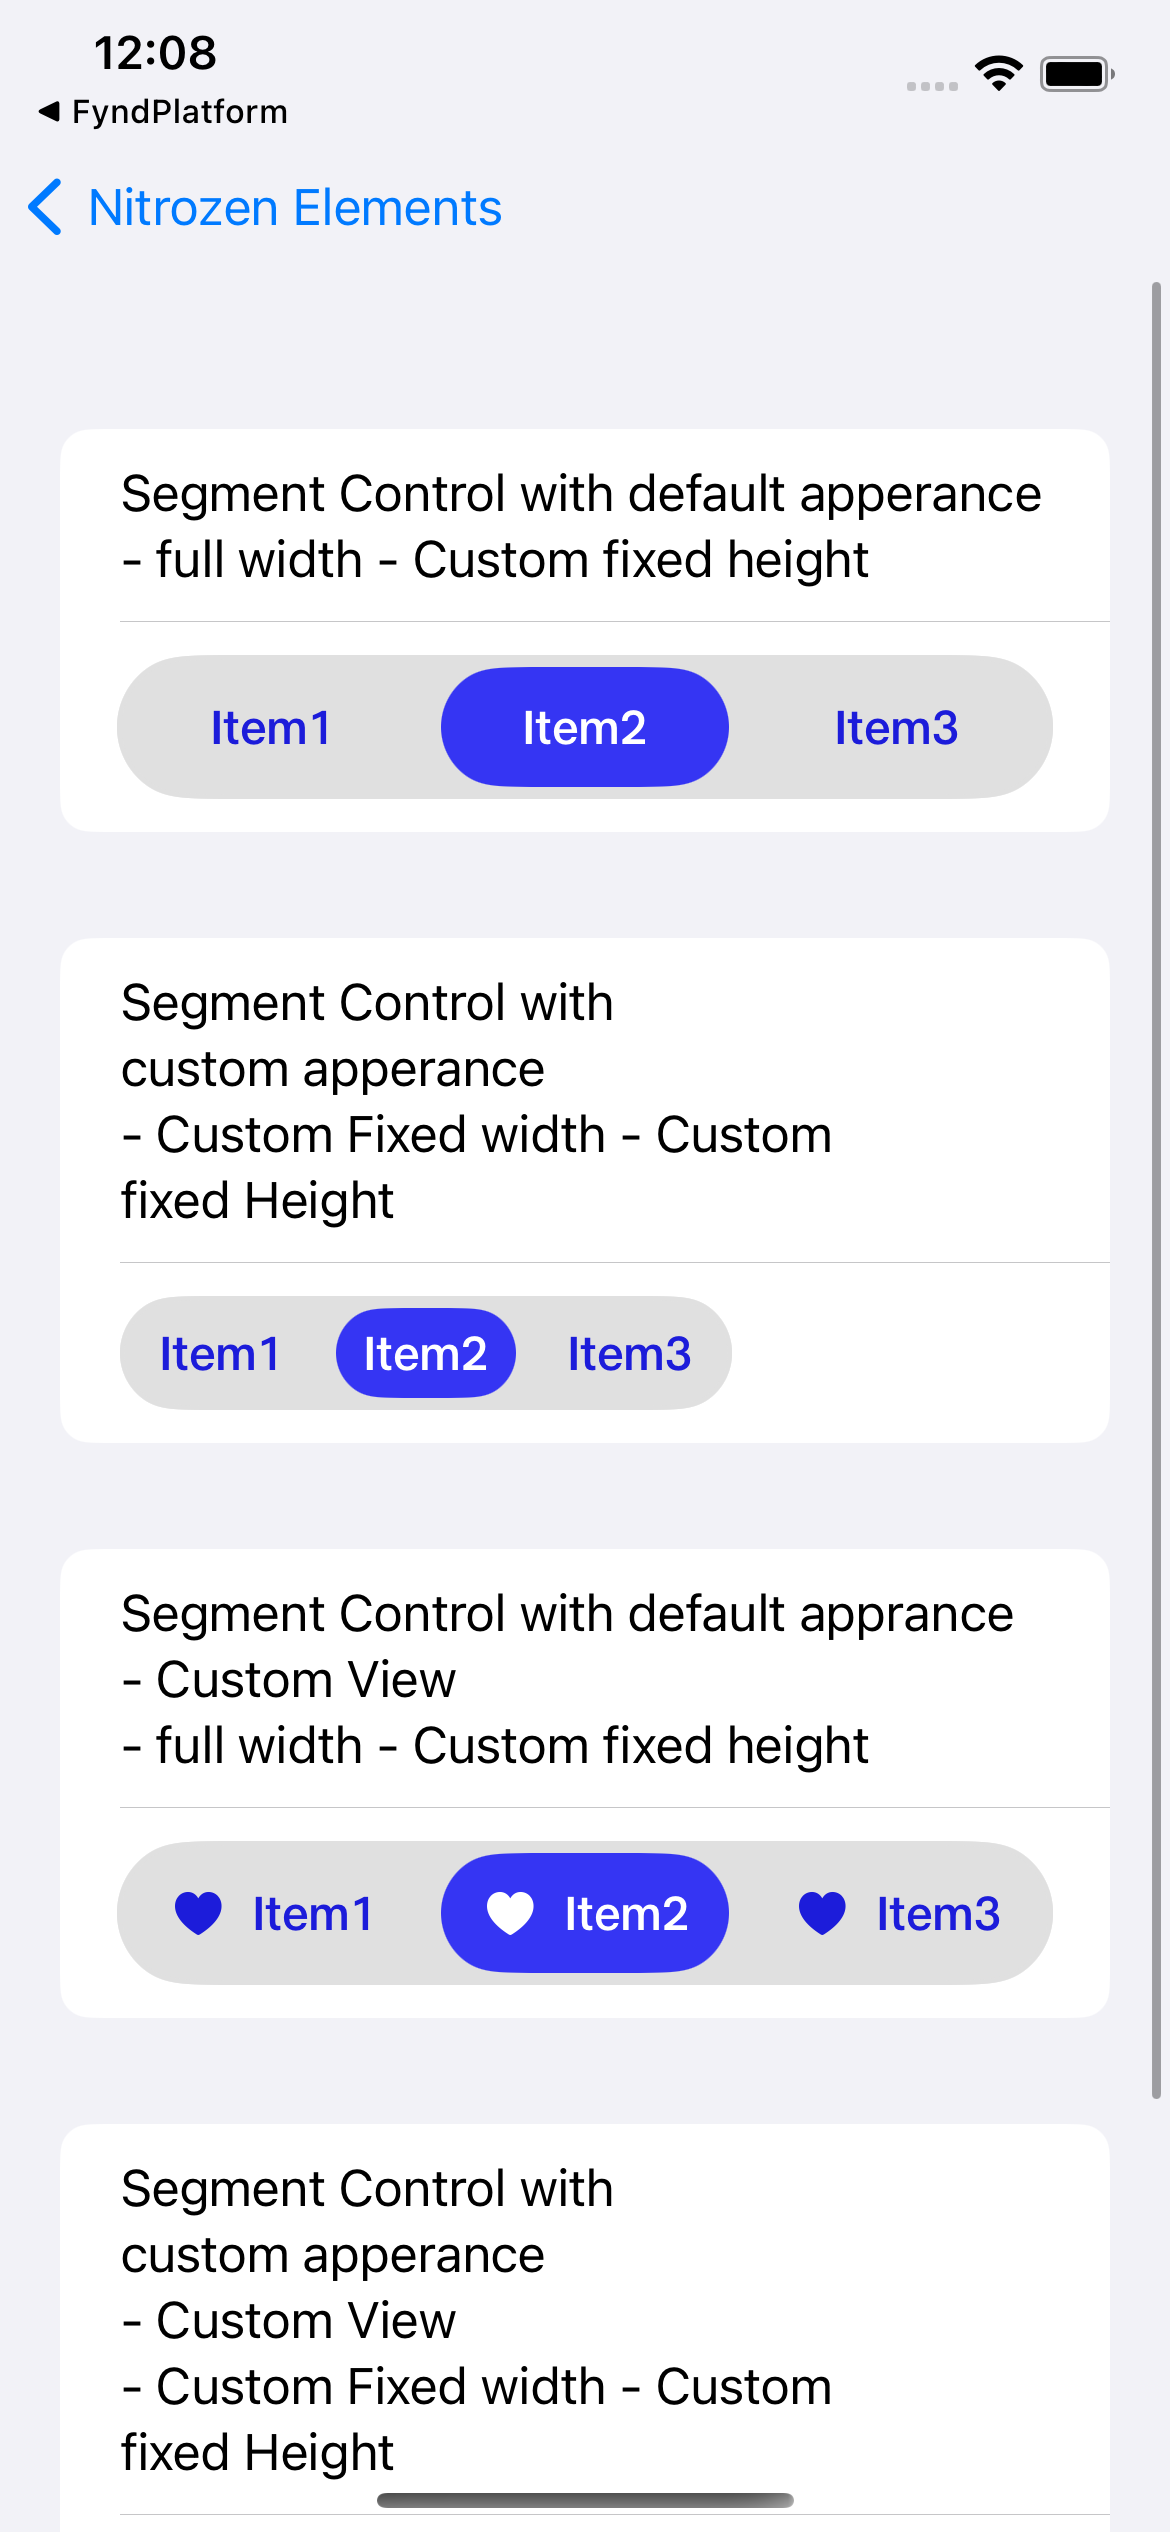 12:08
FyndPlatform
Nitrozen Elements
Segment Control with default apperance
- full width - Custom fixed height
Item1 Item2 Item3
Segment Control with
custom apperance
- Custom Fixed width - Custom
fixed Height
Item1 Item2 Item3
Segment Control with default apprance
- Custom View
- full width - Custom fixed height
Item1 Item2 Item3
Segment Control with
custom apperance
- Custom View
- Custom Fixed width - Custom
fixed Height